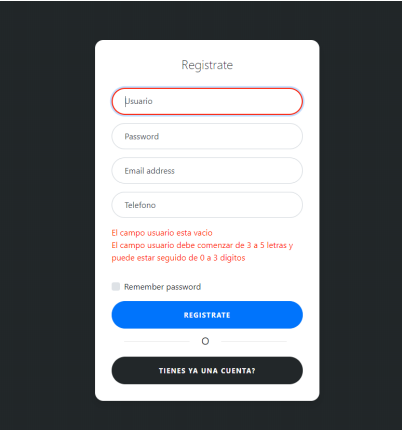 Registrate
Usuario
Password
Email address
Telefono
El campo usuario esta vacio
El campo usuario debe comenzar de 3 a 5 letras y
puede estar seguido de 0 a 3 digitos
Remember password
REGISTRATE
O
TIENES YA UNA CUENTA?